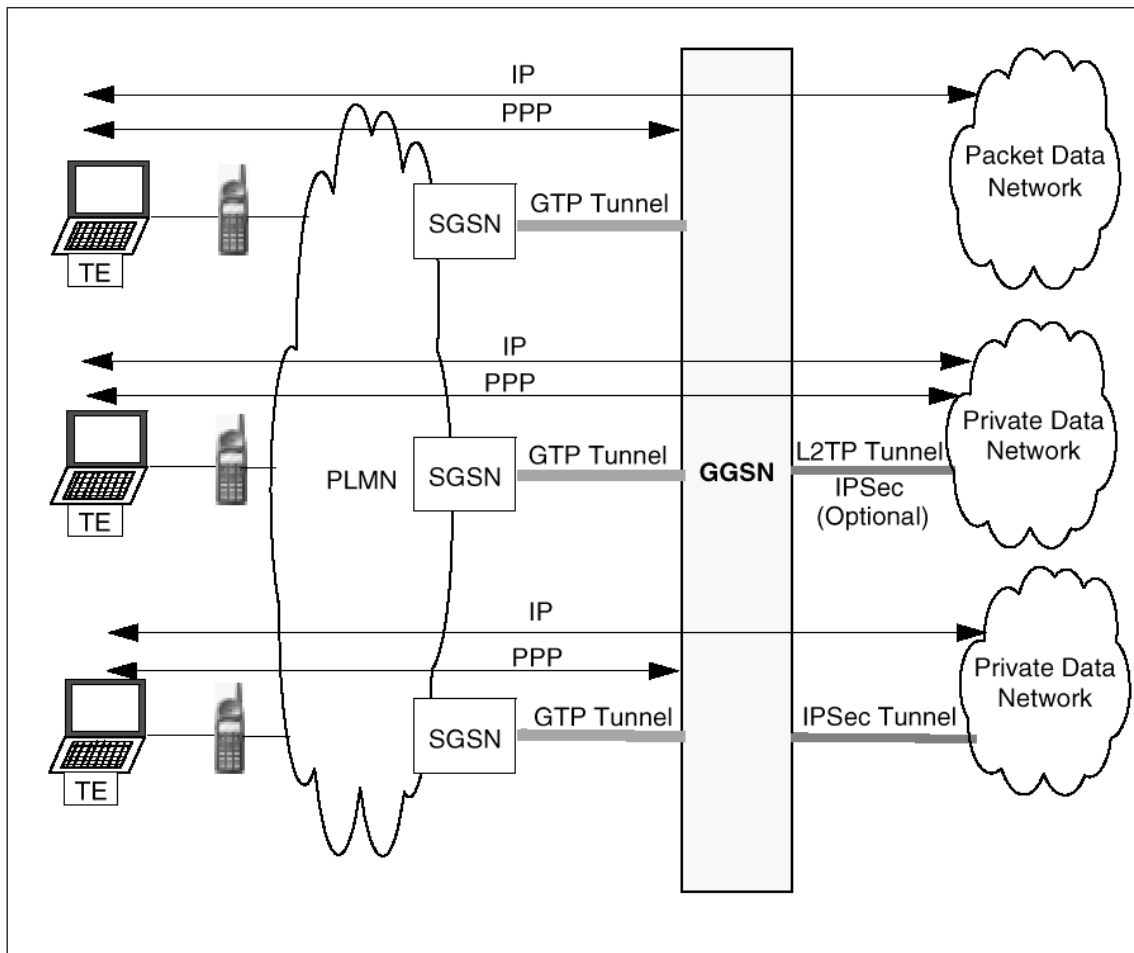 IP
PPP
Packet Data
Network
GTP Tunnel
SGSN
TE
IP
PPP
Private Data
Network
GTP Tunnel
L2TP Tunnel
PLMN
SGSN
GGSN
IPSec
(Optional)
TE
IP
PPP
Private Data
Network
GTP Tunnel
IPSec Tunnel
SGSN
TE